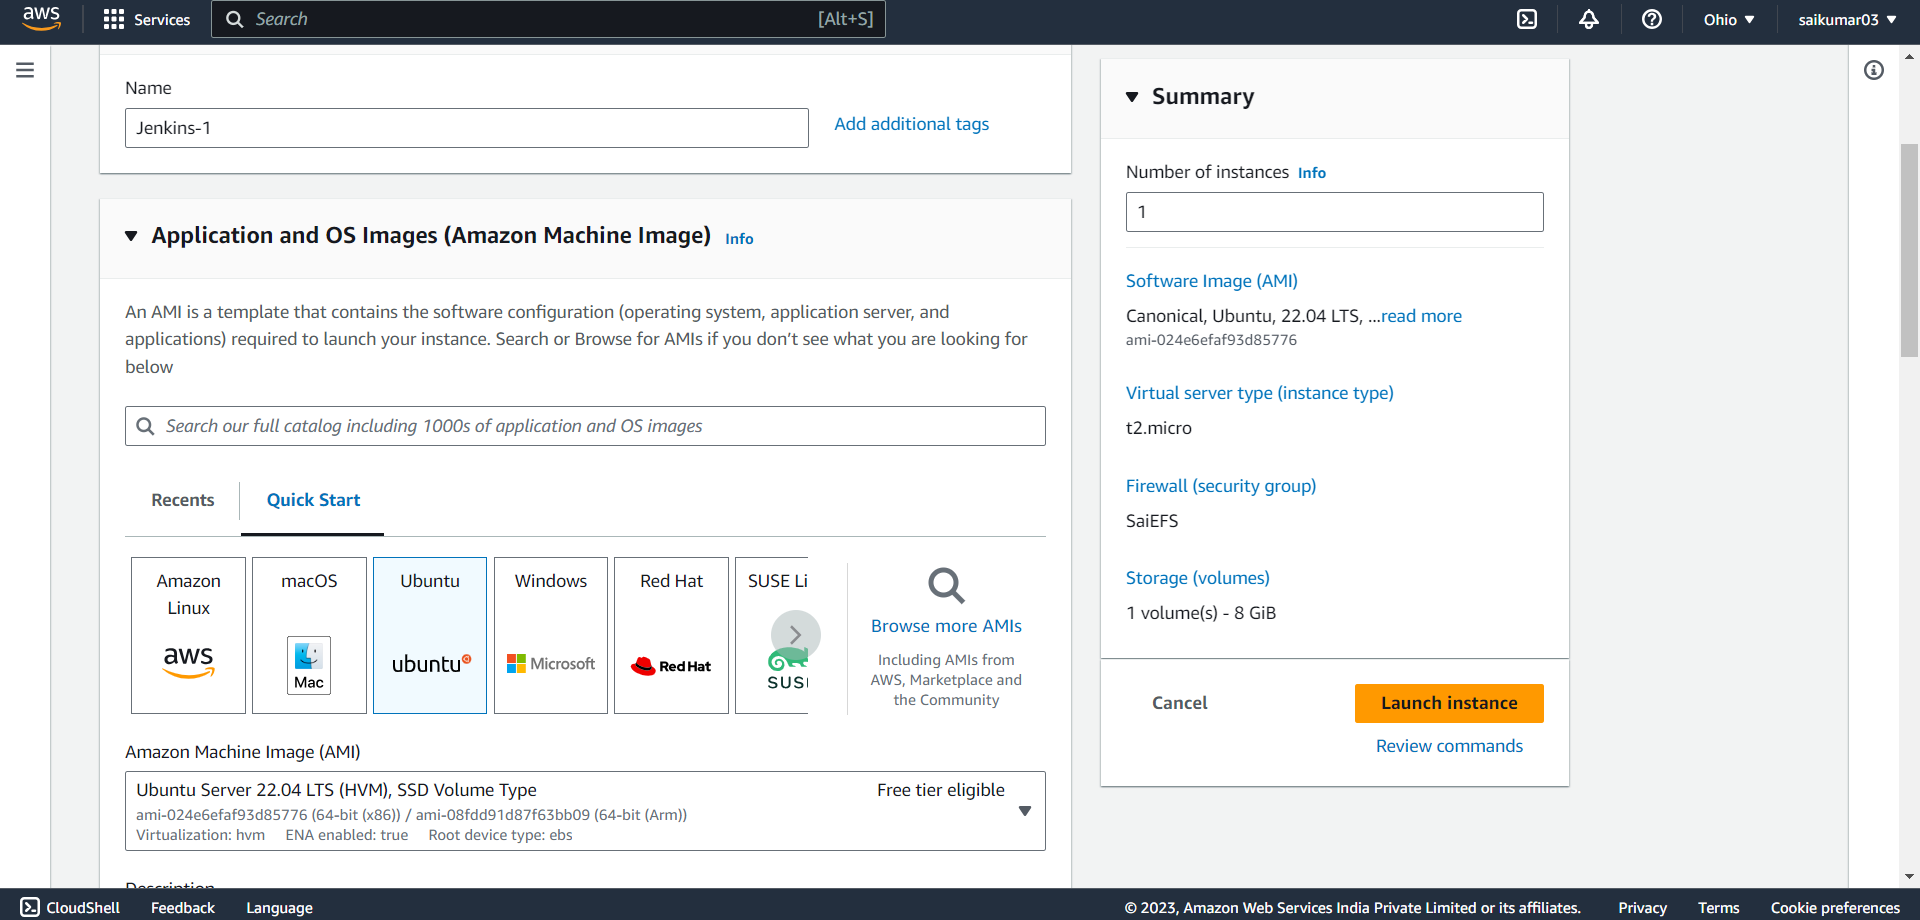 aws
Services
Search
[Alt+S]
Ohio
saikumar03
Name
Jenkins-1
Add additional tags
Application and OS Images (Amazon Machine Image) Info
An AMI is a template that contains the software configuration (operating system, application server, and
applications) required to launch your instance. Search or Browse for AMIs if you don’t see what you are looking for
below
Search our full catalog including 1000s of application and OS images
Recents
Quick Start
Amazon
Linux
aws
macOS
Mac
Ubuntu
ubuntu
Windows
Microsoft
Red Hat
Red Hat
SUSE Li
SUS
Browse more AMIs
Including AMIs from
AWS, Marketplace and
the Community
Amazon Machine Image (AMI)
Ubuntu Server 22.04 LTS (HVM), SSD Volume Type
Free tier eligible
ami-024e6efaf93d85776 (64-bit (x86)) / ami-08fdd91d87f63bb09 (64-bit (Arm))
Virtualization: hvm ENA enabled: true Root device type: ebs
Description
Summary
Number of instances Info
1
Software Image (AMI)
Canonical, Ubuntu, 22.04 LTS, ...read more
ami-024e6efaf93d85776
Virtual server type (instance type)
t2.micro
Firewall (security group)
SaiEFS
Storage (volumes)
1 volume(s) - 8 GiB
Cancel
Launch instance
Review commands
CloudShell
Feedback
Language
© 2023, Amazon Web Services India Private Limited or its affiliates.
Privacy
Terms
Cookie preferences